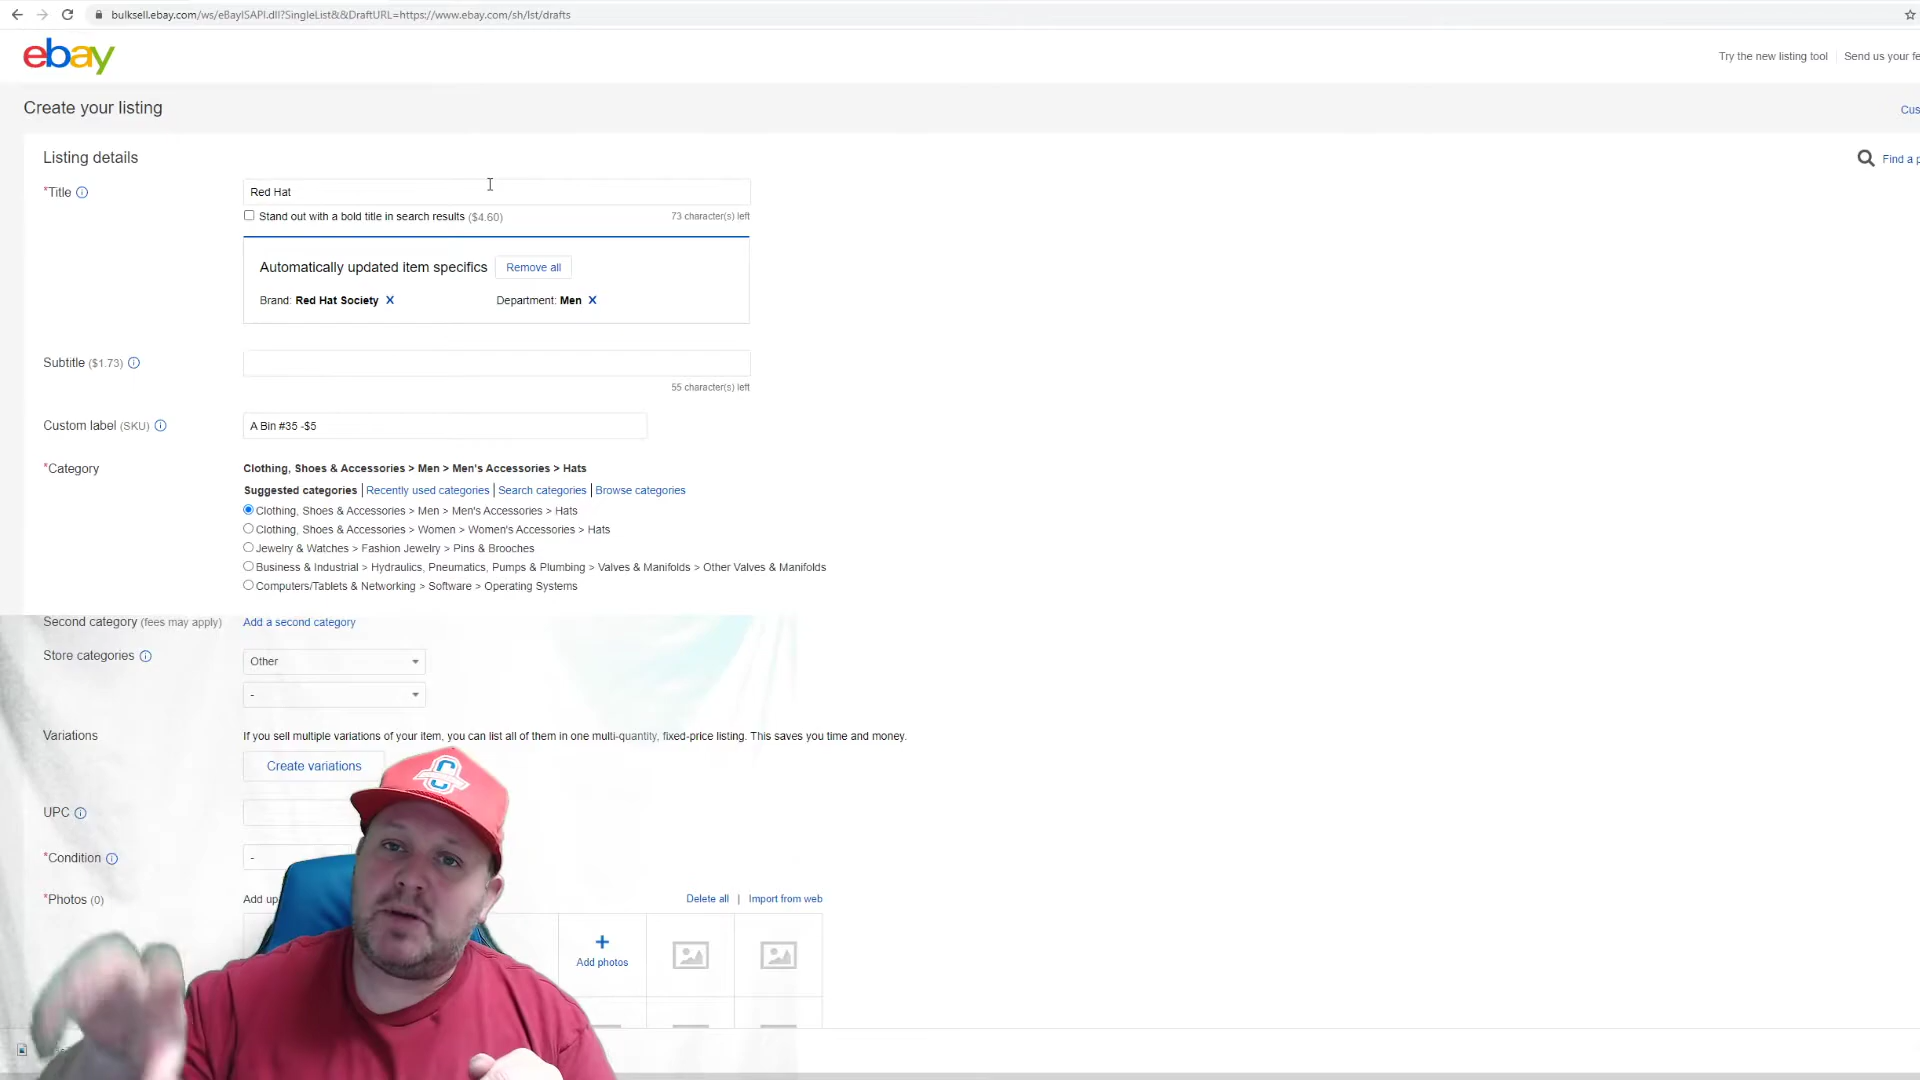 bulksell.ebay.com/ws/eBayISAPI.dll?SingleList&&DraftURL=https://www.ebay.com/sh/lst/drafts
ebay
Try the new listing tool
Send us your fe
Create your listing
Cus
Listing details
Find a p
*Title
Red Hat
Stand out with a bold title in search results ($4.60)
73 character(s) left
Automatically updated item specifics
Remove all
Brand: Red Hat Society X
Department: Men X
Subtitle ($1.73)
55 character(s) left
Custom label (SKU)
A Bin #35 -$5
*Category
Clothing, Shoes & Accessories > Men > Men's Accessories > Hats
Suggested categories | Recently used categories | Search categories | Browse categories
Clothing, Shoes & Accessories > Men > Men's Accessories > Hats
Clothing, Shoes & Accessories > Women > Women's Accessories > Hats
Jewelry & Watches > Fashion Jewelry > Pins & Brooches
Business & Industrial > Hydraulics, Pneumatics, Pumps & Plumbing > Valves & Manifolds > Other Valves & Manifolds
Computers/Tablets & Networking > Software > Operating Systems
Second category (fees may apply)
Add a second category
Store categories
Other
-
Variations
If you sell multiple variations of your item, you can list all of them in one multi-quantity, fixed-price listing. This saves you time and money.
Create variations
C
UPC
*Condition
-
*Photos (0)
Add up
Delete all | Import from web
+
Add photos